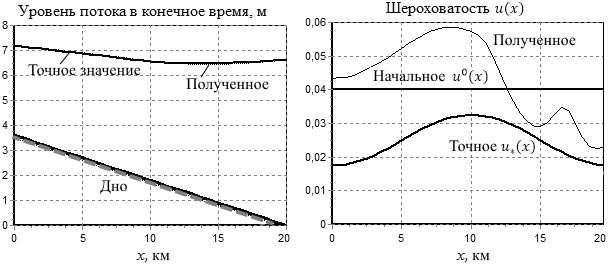 Уровень потока в конечное время, м
8
7
6
5
4
3
2
1
0
Точное значение
Полученное
Дно
0 5 10 15 20
x, км
Шероховатость u(x)
0,06
0,05
0,04
0,03
0,02
0,01
0
Полученное
Начальное u⁰(x)
Точное u*(x)
0 5 10 15 20
x, км